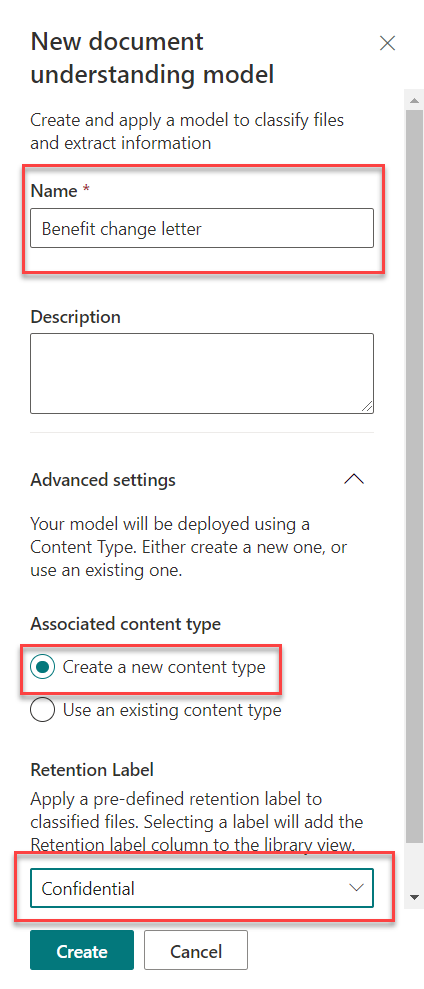 New document
understanding model
Create and apply a model to classify files
and extract information
Name *
Benefit change letter
Description
Advanced settings
Your model will be deployed using a
Content Type. Either create a new one, or
use an existing one.
Associated content type
Create a new content type
Use an existing content type
Retention Label
Apply a pre-defined retention label to
classified files. Selecting a label will add the
Retention label column to the library view.
Confidential
Create
Cancel